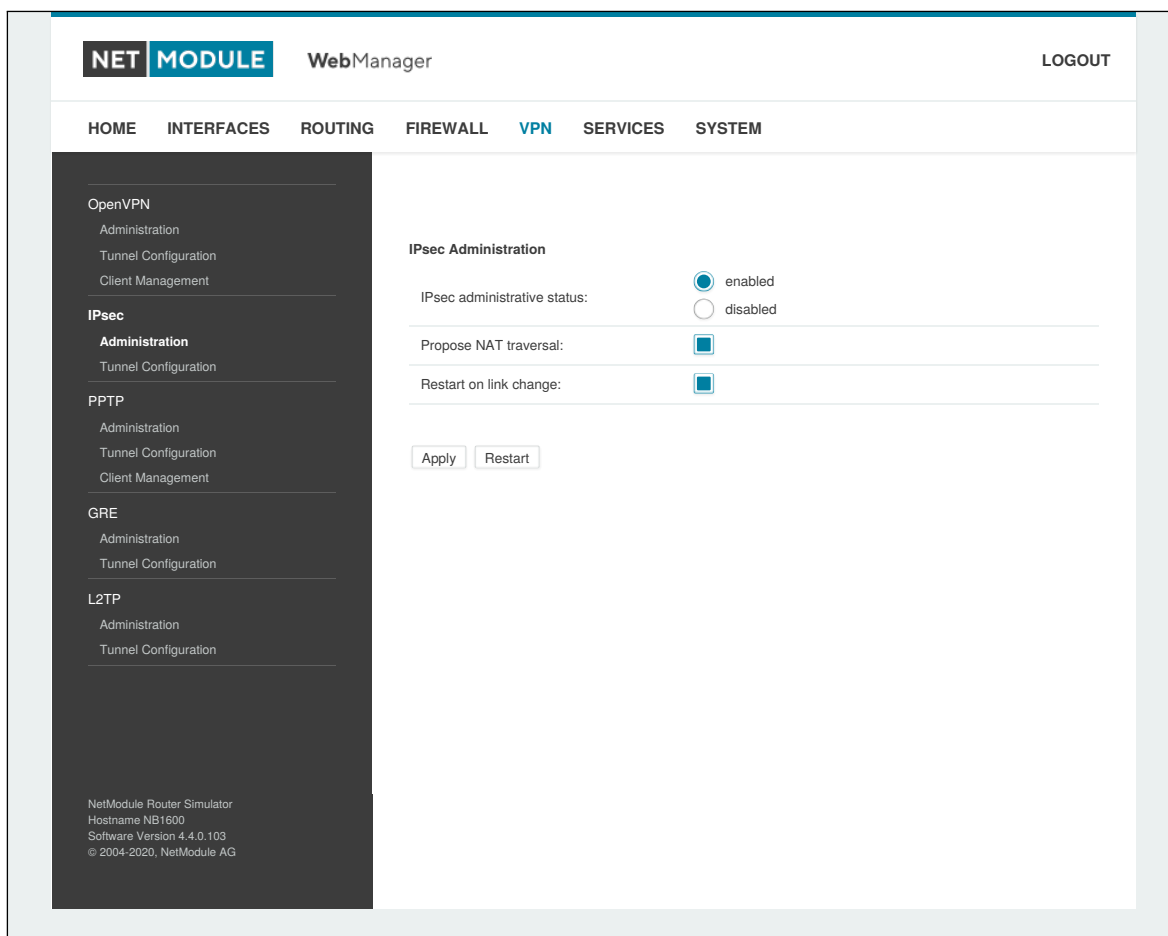 NET MODULE WebManager LOGOUT
HOME INTERFACES ROUTING FIREWALL VPN SERVICES SYSTEM
OpenVPN
Administration
Tunnel Configuration
Client Management
IPsec
Administration
Tunnel Configuration
PPTP
Administration
Tunnel Configuration
Client Management
GRE
Administration
Tunnel Configuration
L2TP
Administration
Tunnel Configuration
NetModule Router Simulator
Hostname NB1600
Software Version 4.4.0.103
© 2004-2020, NetModule AG
IPsec Administration
IPsec administrative status:
enabled
disabled
Propose NAT traversal:
Restart on link change:
Apply Restart